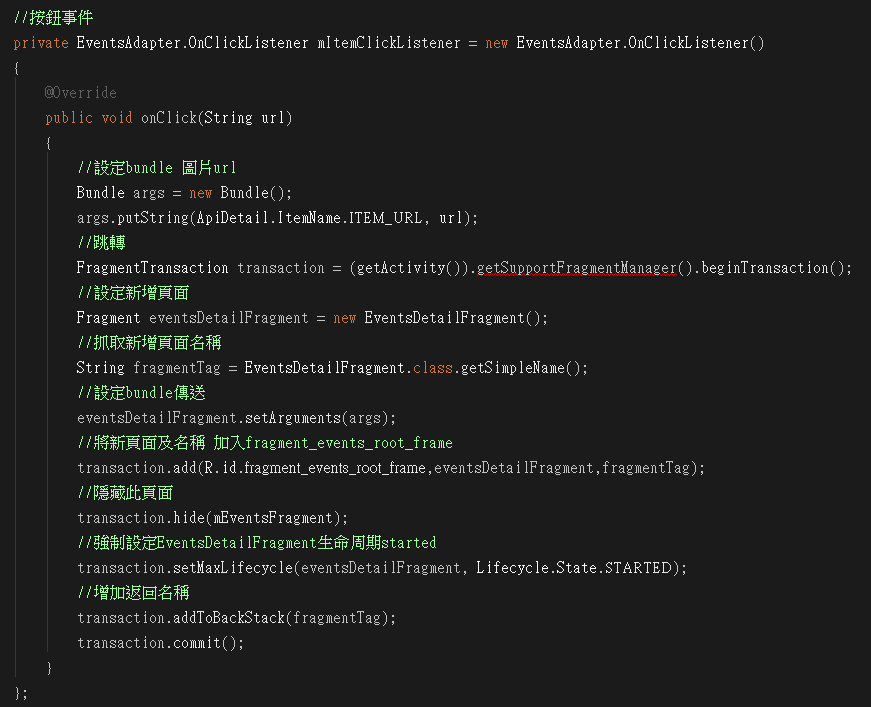 //按鈕事件
private EventsAdapter.OnClickListener mItemClickListener = new EventsAdapter.OnClickListener()
{
    @Override
    public void onClick(String url)
    {
        //設定bundle 圖片url
        Bundle args = new Bundle();
        args.putString(ApiDetail.ItemName.ITEM_URL, url);
        //跳轉
        FragmentTransaction transaction = (getActivity()).getSupportFragmentManager().beginTransaction();
        //設定新增頁面
        Fragment eventsDetailFragment = new EventsDetailFragment();
        //抓取新增頁面名稱
        String fragmentTag = EventsDetailFragment.class.getSimpleName();
        //設定bundle傳送
        eventsDetailFragment.setArguments(args);
        //將新頁面及名稱 加入fragment_events_root_frame
        transaction.add(R.id.fragment_events_root_frame,eventsDetailFragment,fragmentTag);
        //隱藏此頁面
        transaction.hide(mEventsFragment);
        //強制設定EventsDetailFragment生命周期started
        transaction.setMaxLifecycle(eventsDetailFragment, Lifecycle.State.STARTED);
        //增加返回名稱
        transaction.addToBackStack(fragmentTag);
        transaction.commit();
    }
};